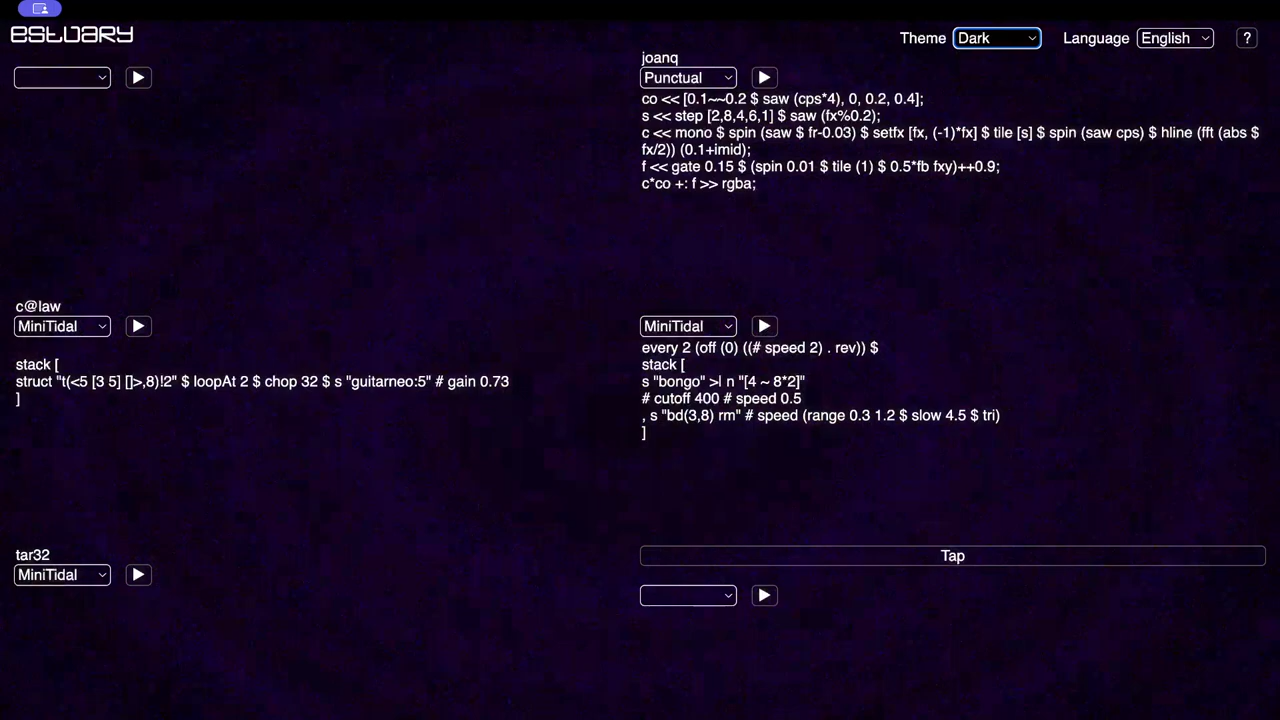 estuary
Theme Dark Language English ?
joanq
Punctual
co << [0.1~~0.2 $ saw (cps*4), 0, 0.2, 0.4];
s << step [2,8,4,6,1] $ saw (fx%0.2);
c << mono $ spin (saw $ fr-0.03) $ setfx [fx, (-1)*fx] $ tile [s] $ spin (saw cps) $ hline (fft (abs $
fx/2)) (0.1+imid);
f << gate 0.15 $ (spin 0.01 $ tile (1) $ 0.5*fb fxy)++0.9;
c*co +: f >> rgba;
c@law
MiniTidal
stack [
struct "t(<5 [3 5] []>,8)!2" $ loopAt 2 $ chop 32 $ s "guitarneo:5" # gain 0.73
]
MiniTidal
every 2 (off (0) ((# speed 2) . rev)) $
stack [
s "bongo" >| n "[4 ~ 8*2]"
# cutoff 400 # speed 0.5
, s "bd(3,8) rm" # speed (range 0.3 1.2 $ slow 4.5 $ tri)
]
tar32
MiniTidal
Tap